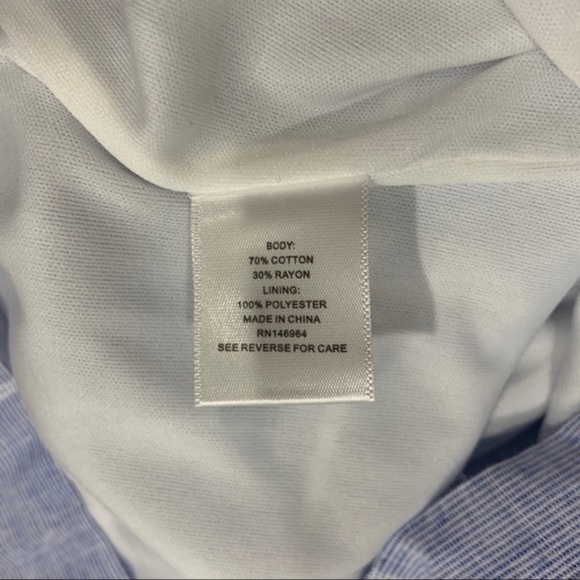 BODY:
70% COTTON
30% RAYON
LINING:
100% POLYESTER
MADE IN CHINA
RN146964
SEE REVERSE FOR CARE